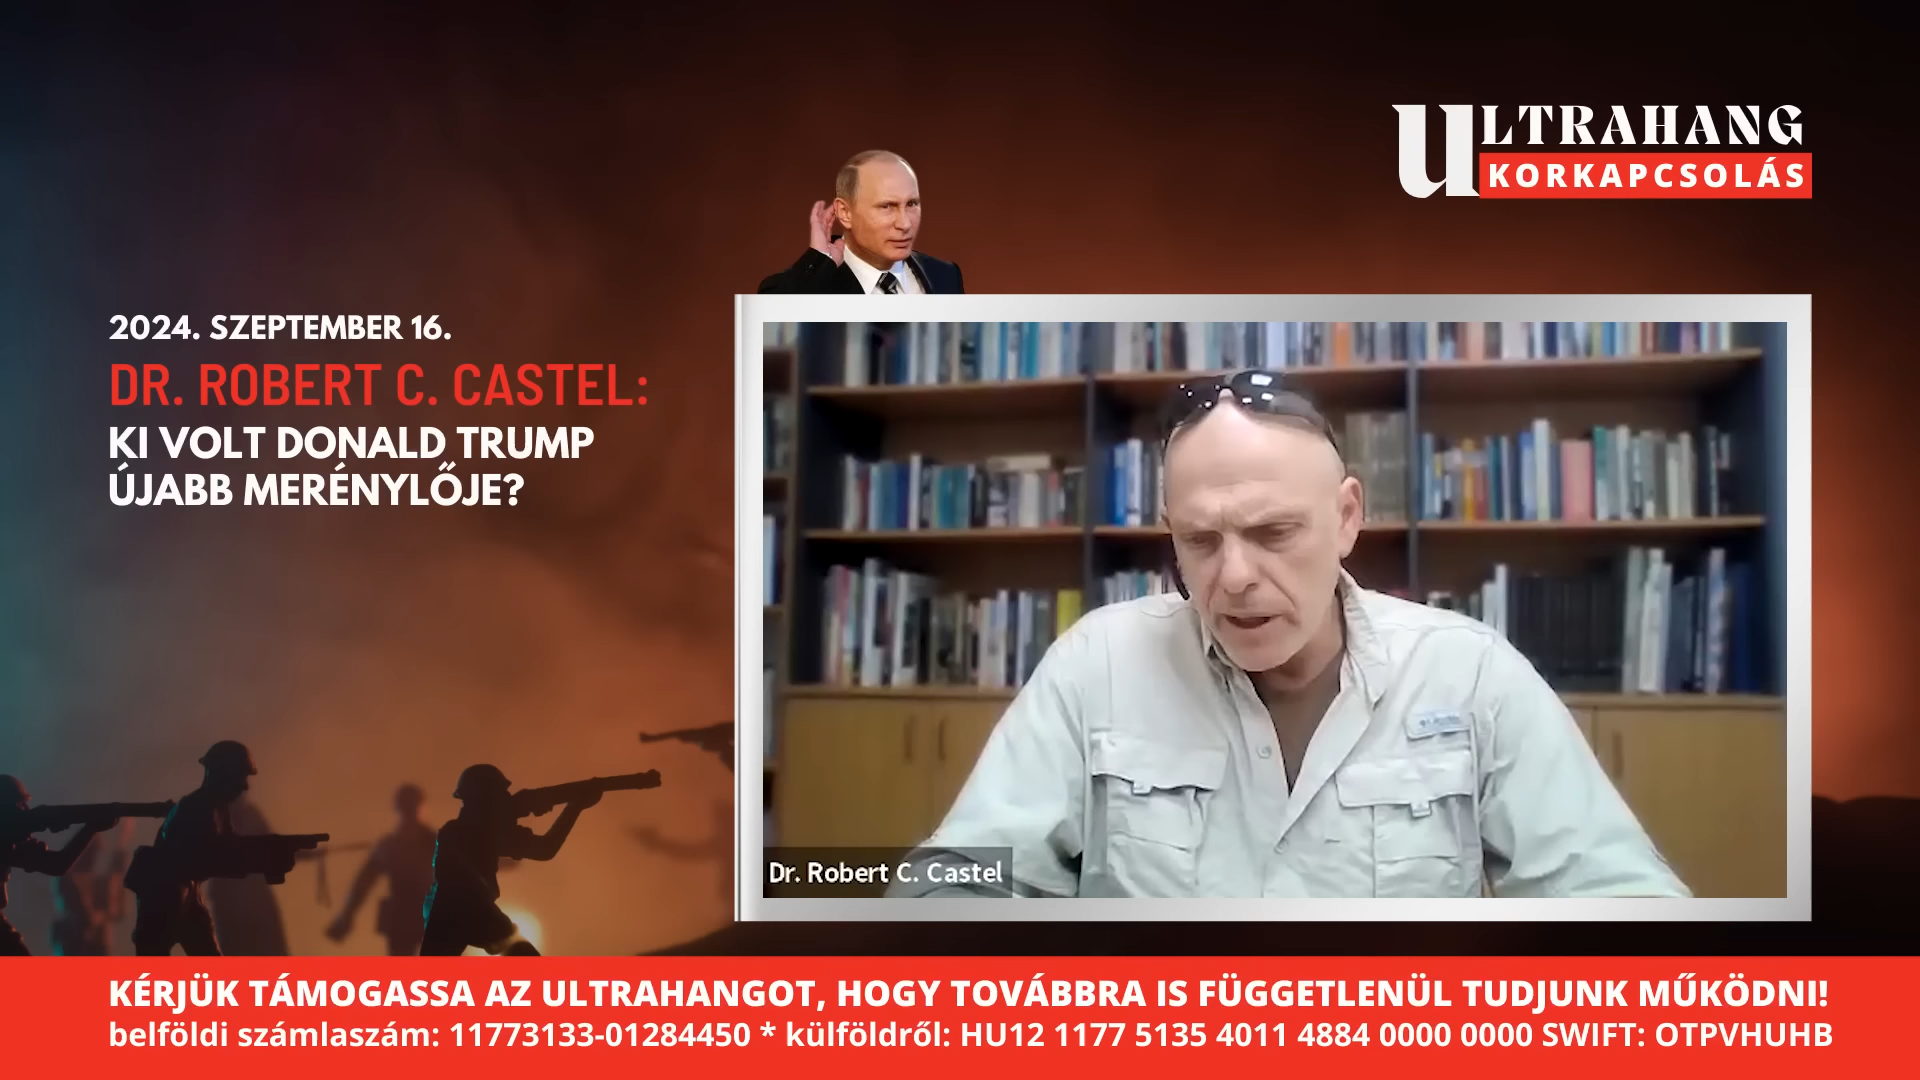 ULTRAHANG
KORKAPCSOLÁS
2024. SZEPTEMBER 16.
DR. ROBERT C. CASTEL:
KI VOLT DONALD TRUMP
ÚJABB MERÉNYLŐJE?
Dr. Robert C. Castel
KÉRJÜK TÁMOGASSA AZ ULTRAHANGOT, HOGY TOVÁBBRA IS FÜGGETLENÜL TUDJUNK MŰKÖDNI!
belföldi számlaszám: 11773133-01284450 * külföldről: HU12 1177 5135 4011 4884 0000 0000 SWIFT: OTPVHUHB